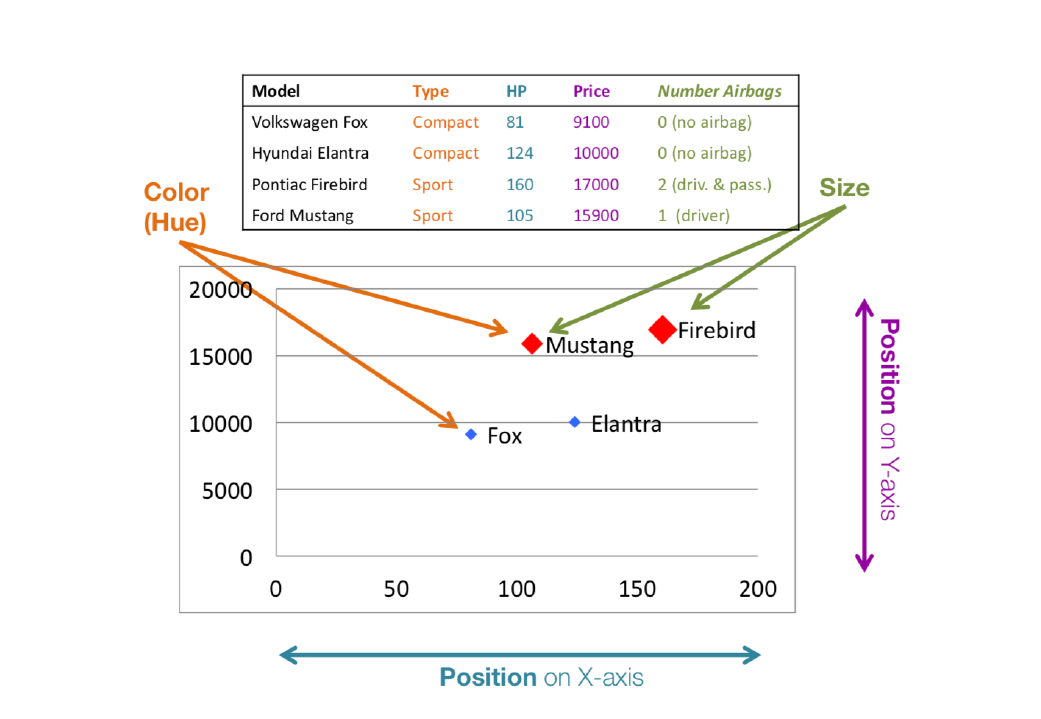 Model Type HP Price Number Airbags
Volkswagen Fox Compact 81 9100 0 (no airbag)
Hyundai Elantra Compact 124 10000 0 (no airbag)
Pontiac Firebird Sport 160 17000 2 (driv. & pass.)
Ford Mustang Sport 105 15900 1 (driver)
Color
(Hue)
Size
20000
15000
10000
5000
0
Firebird
Mustang
Elantra
Fox
0 50 100 150 200
Position on Y-axis
Position on X-axis